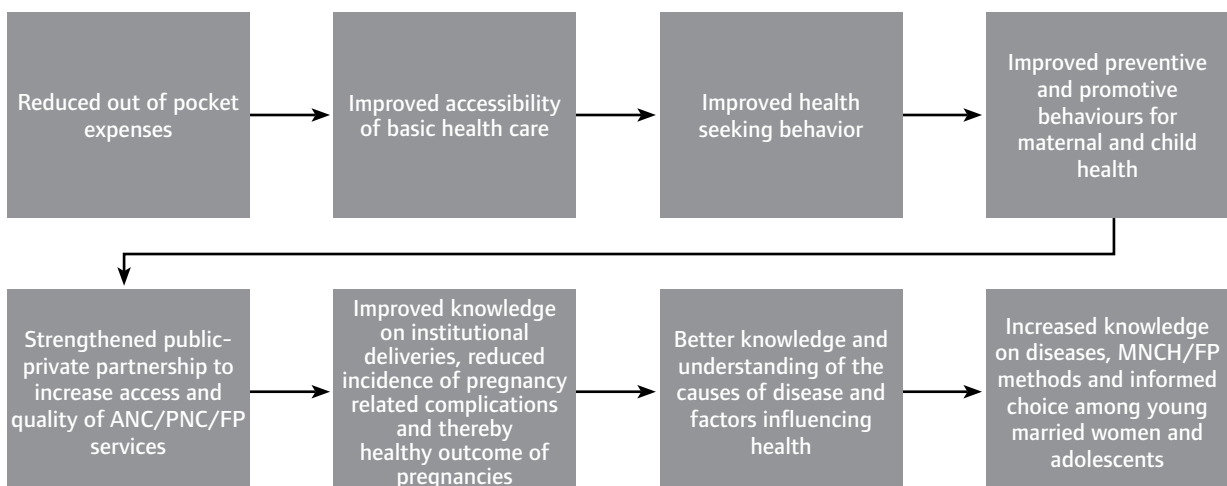 Reduced out of pocket
expenses
Improved accessibility
of basic health care
Improved health
seeking behavior
Improved preventive
and promotive
behaviours for
maternal and child
health
Strengthened public-
private partnership to
increase access and
quality of ANC/PNC/FP
services
Improved knowledge
on institutional
deliveries, reduced
incidence of pregnancy
related complications
and thereby
healthy outcome of
pregnancies
Better knowledge and
understanding of the
causes of disease and
factors influencing
health
Increased knowledge
on diseases, MNCH/FP
methods and informed
choice among young
married women and
adolescents